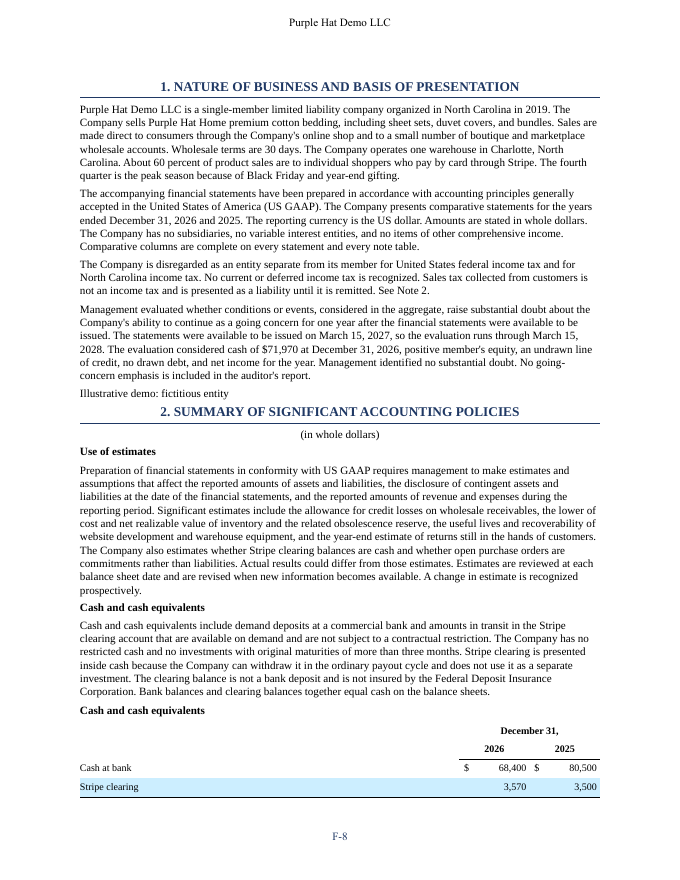 Purple Hat Demo LLC
1. NATURE OF BUSINESS AND BASIS OF PRESENTATION
Purple Hat Demo LLC is a single-member limited liability company organized in North Carolina in 2019. The
Company sells Purple Hat Home premium cotton bedding, including sheet sets, duvet covers, and bundles. Sales are
made direct to consumers through the Company's online shop and to a small number of boutique and marketplace
wholesale accounts. Wholesale terms are 30 days. The Company operates one warehouse in Charlotte, North
Carolina. About 60 percent of product sales are to individual shoppers who pay by card through Stripe. The fourth
quarter is the peak season because of Black Friday and year-end gifting.
The accompanying financial statements have been prepared in accordance with accounting principles generally
accepted in the United States of America (US GAAP). The Company presents comparative statements for the years
ended December 31, 2026 and 2025. The reporting currency is the US dollar. Amounts are stated in whole dollars.
The Company has no subsidiaries, no variable interest entities, and no items of other comprehensive income.
Comparative columns are complete on every statement and every note table.
The Company is disregarded as an entity separate from its member for United States federal income tax and for
North Carolina income tax. No current or deferred income tax is recognized. Sales tax collected from customers is
not an income tax and is presented as a liability until it is remitted. See Note 2.
Management evaluated whether conditions or events, considered in the aggregate, raise substantial doubt about the
Company's ability to continue as a going concern for one year after the financial statements were available to be
issued. The statements were available to be issued on March 15, 2027, so the evaluation runs through March 15,
2028. The evaluation considered cash of $71,970 at December 31, 2026, positive member's equity, an undrawn line
of credit, no drawn debt, and net income for the year. Management identified no substantial doubt. No going-
concern emphasis is included in the auditor's report.
Illustrative demo: fictitious entity
2. SUMMARY OF SIGNIFICANT ACCOUNTING POLICIES
(in whole dollars)
Use of estimates
Preparation of financial statements in conformity with US GAAP requires management to make estimates and
assumptions that affect the reported amounts of assets and liabilities, the disclosure of contingent assets and
liabilities at the date of the financial statements, and the reported amounts of revenue and expenses during the
reporting period. Significant estimates include the allowance for credit losses on wholesale receivables, the lower of
cost and net realizable value of inventory and the related obsolescence reserve, the useful lives and recoverability of
website development and warehouse equipment, and the year-end estimate of returns still in the hands of customers.
The Company also estimates whether Stripe clearing balances are cash and whether open purchase orders are
commitments rather than liabilities. Actual results could differ from those estimates. Estimates are reviewed at each
balance sheet date and are revised when new information becomes available. A change in estimate is recognized
prospectively.
Cash and cash equivalents
Cash and cash equivalents include demand deposits at a commercial bank and amounts in transit in the Stripe
clearing account that are available on demand and are not subject to a contractual restriction. The Company has no
restricted cash and no investments with original maturities of more than three months. Stripe clearing is presented
inside cash because the Company can withdraw it in the ordinary payout cycle and does not use it as a separate
investment. The clearing balance is not a bank deposit and is not insured by the Federal Deposit Insurance
Corporation. Bank balances and clearing balances together equal cash on the balance sheets.
Cash and cash equivalents
December 31,
2026 2025
Cash at bank $ 68,400 $ 80,500
Stripe clearing 3,570 3,500
F-8